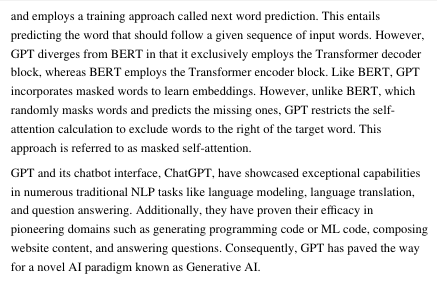 and employs a training approach called next word prediction. This entails
predicting the word that should follow a given sequence of input words. However,
GPT diverges from BERT in that it exclusively employs the Transformer decoder
block, whereas BERT employs the Transformer encoder block. Like BERT, GPT
incorporates masked words to learn embeddings. However, unlike BERT, which
randomly masks words and predicts the missing ones, GPT restricts the self-
attention calculation to exclude words to the right of the target word. This
approach is referred to as masked self-attention.
GPT and its chatbot interface, ChatGPT, have showcased exceptional capabilities
in numerous traditional NLP tasks like language modeling, language translation,
and question answering. Additionally, they have proven their efficacy in
pioneering domains such as generating programming code or ML code, composing
website content, and answering questions. Consequently, GPT has paved the way
for a novel AI paradigm known as Generative AI.